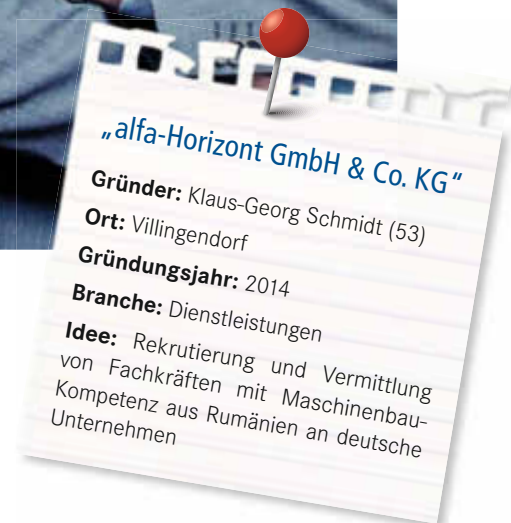 „alfa-Horizont GmbH & Co. KG“
Gründer: Klaus-Georg Schmidt (53)
Ort: Villingendorf
Gründungsjahr: 2014
Branche: Dienstleistungen
Idee: Rekrutierung und Vermittlung
von Fachkräften mit Maschinenbau-
Kompetenz aus Rumänien an deutsche
Unternehmen